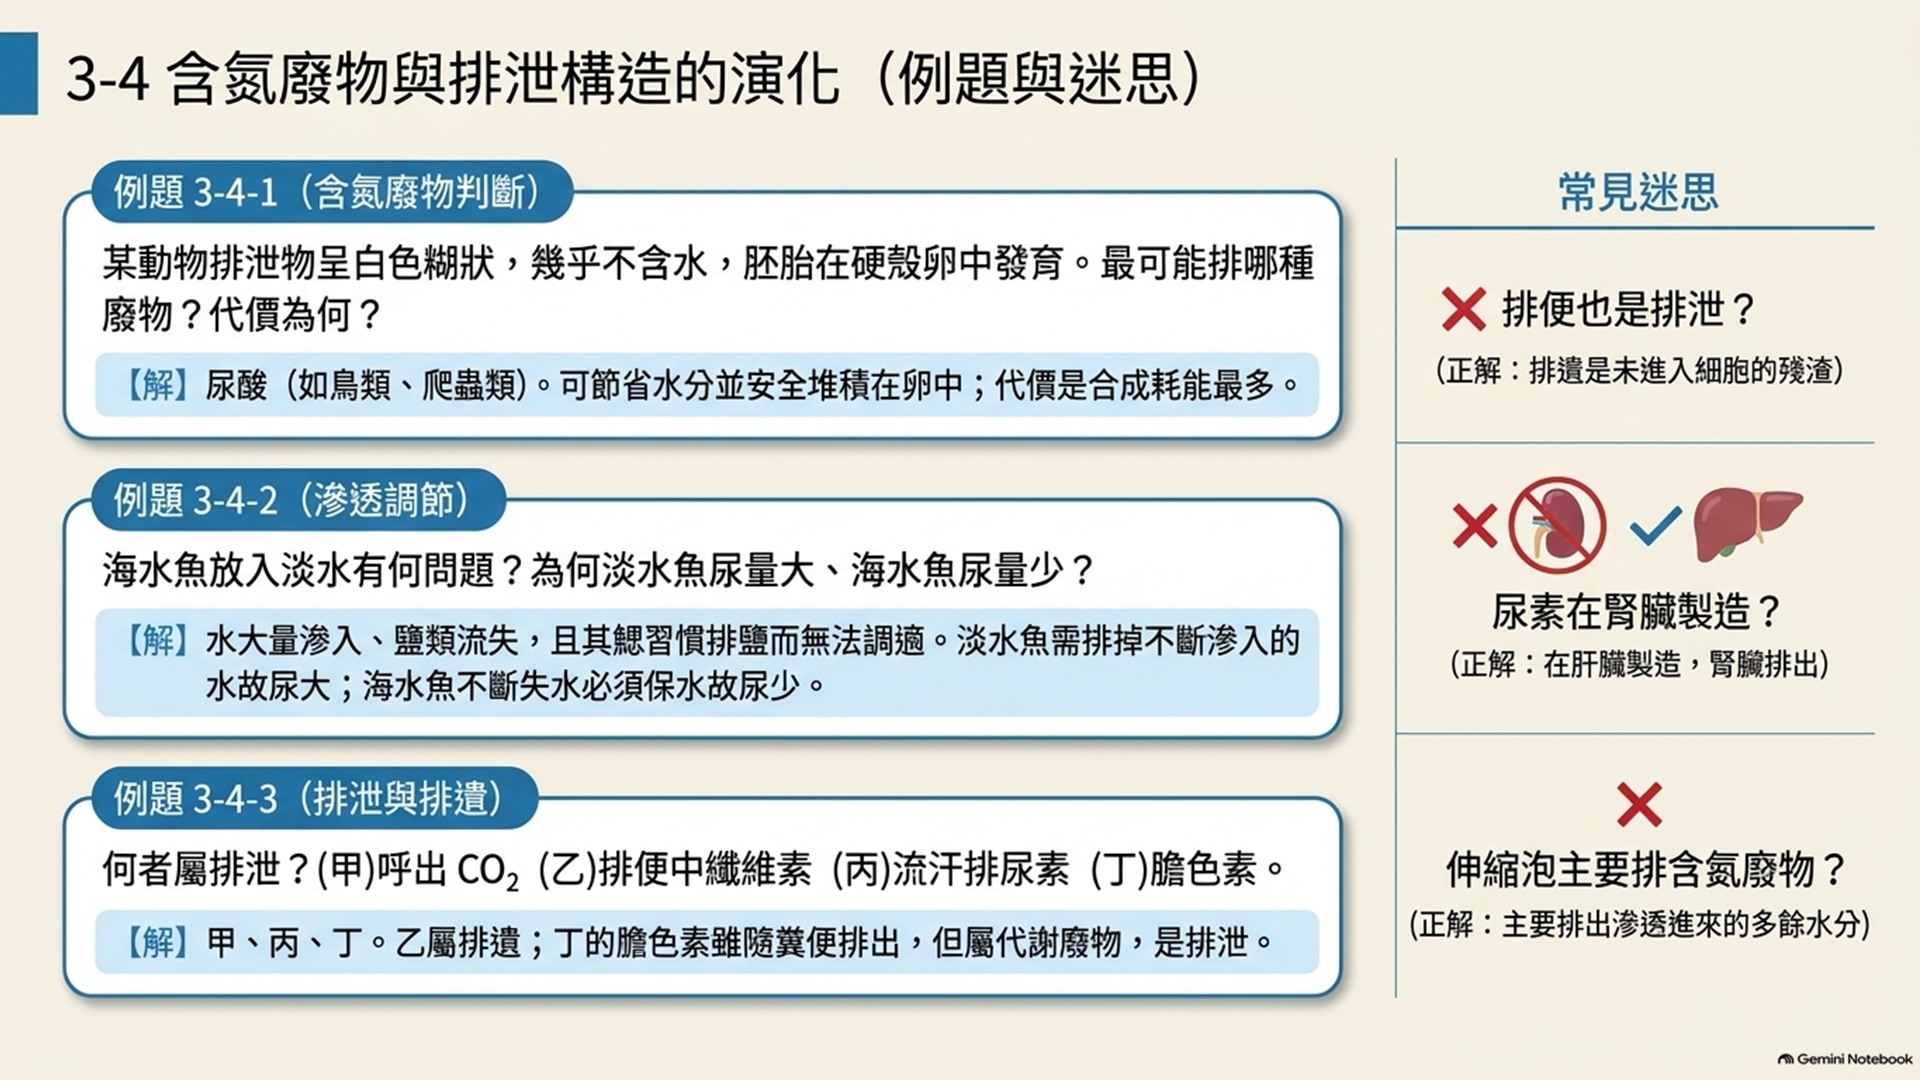 3-4 含氮廢物與排泄構造的演化（例題與迷思）
例題 3-4-1（含氮廢物判斷）
某動物排泄物呈白色糊狀，幾乎不含水，胚胎在硬殼卵中發育。最可能排哪種
廢物？代價為何？
【解】尿酸（如鳥類、爬蟲類）。可節省水分並安全堆積在卵中；代價是合成耗能最多。
例題 3-4-2（滲透調節）
海水魚放入淡水有何問題？為何淡水魚尿量大、海水魚尿量少？
【解】水大量滲入、鹽類流失，且其鰓習慣排鹽而無法調適。淡水魚需排掉不斷滲入的
水故尿大；海水魚不斷失水必須保水故尿少。
例題 3-4-3（排泄與排遺）
何者屬排泄？(甲)呼出 CO₂ (乙)排便中纖維素 (丙)流汗排尿素 (丁)膽色素。
【解】甲、丙、丁。乙屬排遺；丁的膽色素雖隨糞便排出，但屬代謝廢物，是排泄。
常見迷思
排便也是排泄？
(正解：排遺是未進入細胞的殘渣)
尿素在腎臟製造？
(正解：在肝臟製造，腎臟排出)
伸縮泡主要排含氮廢物？
(正解：主要排出滲透進來的多餘水分)
Gemini Notebook